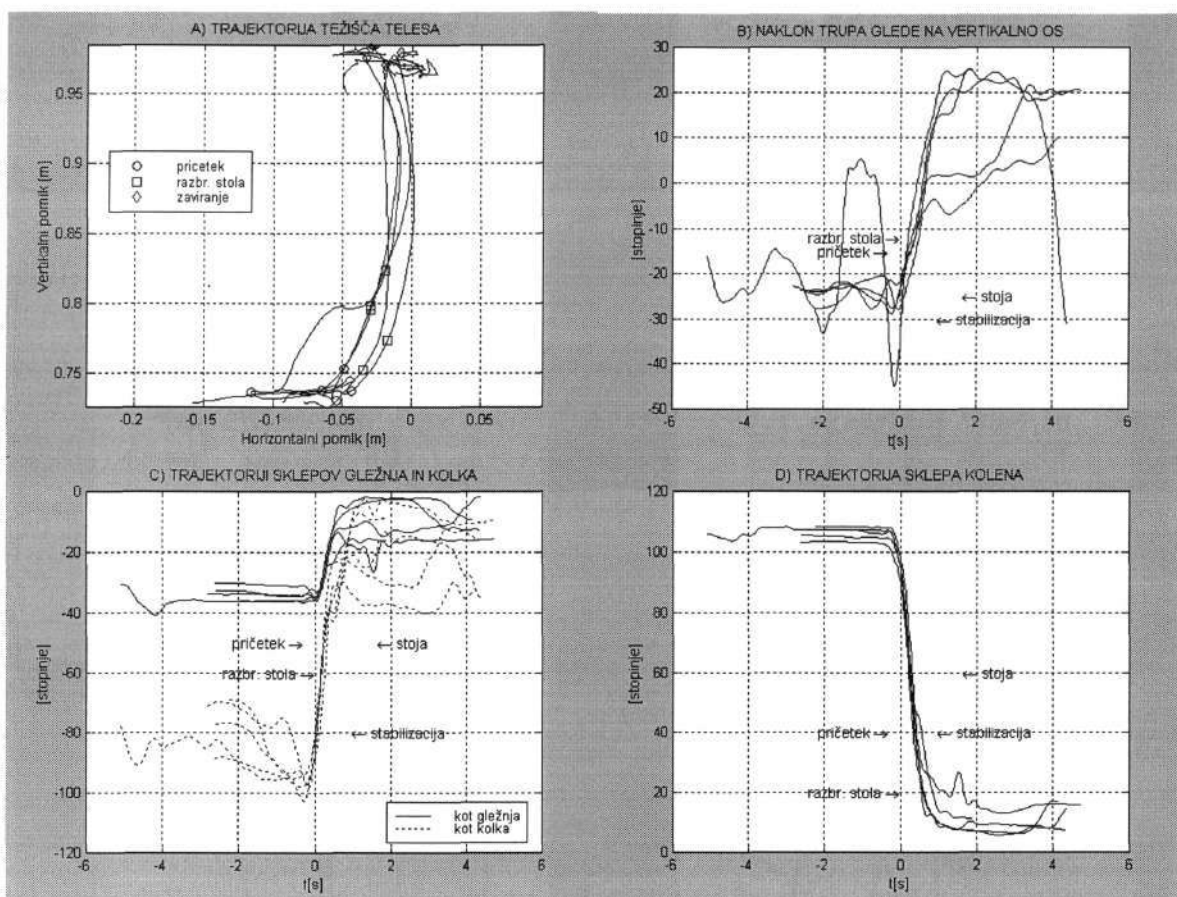 A) TRAJEKTORIJA TEŽIŠČA TELESA
Vertikalni pomik [m]
0.95
0.9
0.85
0.8
0.75
pricetek
razbr. stola
zaviranje
-0.2
-0.15
-0.1
-0.05
0
0.05
Horizontalni pomik [m]
B) NAKLON TRUPA GLEDE NA VERTIKALNO OS
[stopinje]
30
20
10
0
-10
-20
-30
-40
-50
razbr. stola →
pričetek →
← stoja
← stabilizacija
-6
-4
-2
0
2
4
6
t[s]
C) TRAJEKTORIJI SKLEPOV GLEŽNJA IN KOLKA
[stopinje]
0
-20
-40
-60
-80
-100
-120
pričetek →
← stoja
razbr. stola →
← stabilizacija
kot gležnja
kot kolka
-6
-4
-2
0
2
4
6
t[s]
D) TRAJEKTORIJA SKLEPA KOLENA
[stopinje]
120
100
80
60
40
20
0
← stoja
pričetek →
← stabilizacija
razbr. stola →
-6
-4
-2
0
2
4
6
t[s]